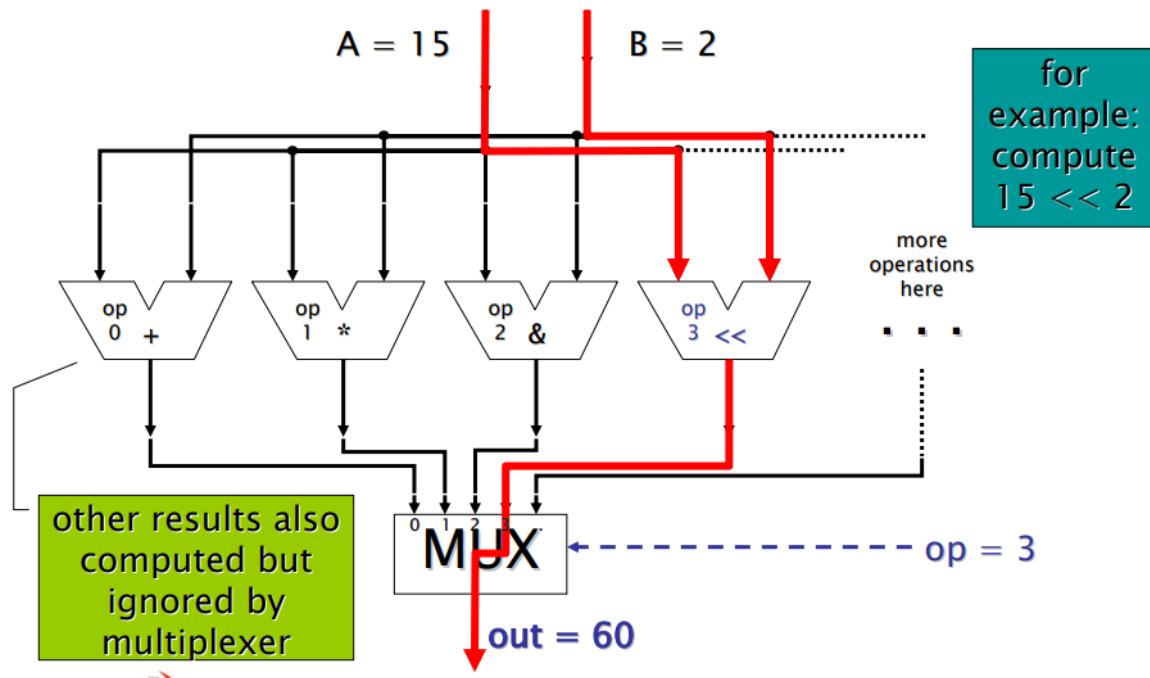 A = 15
B = 2
for
example:
compute
15 << 2
more
operations
here
. . .
op
0 +
op
1 *
op
2 &
op
3 <<
0 1 2 3 ..
MUX
op = 3
other results also
computed but
ignored by
multiplexer
out = 60